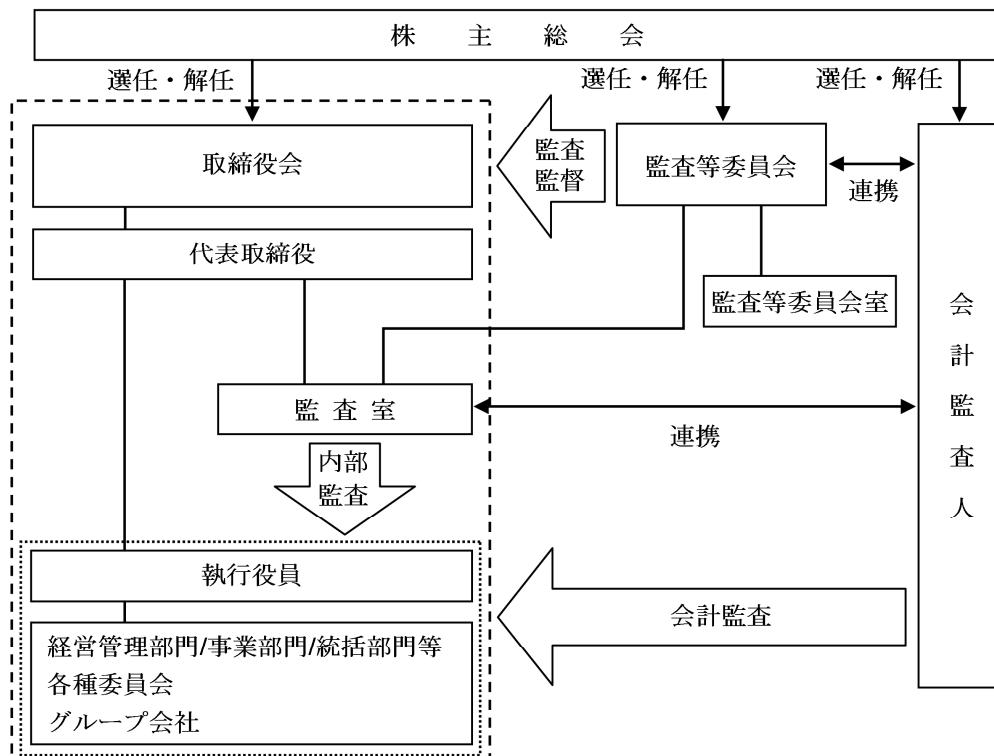 株主総会
選任・解任
選任・解任
選任・解任
取締役会
監査
監督
監査等委員会
連携
代表取締役
監査等委員会室
監査室
連携
内部
監査
会計監査人
執行役員
会計監査
経営管理部門/事業部門/統括部門等
各種委員会
グループ会社